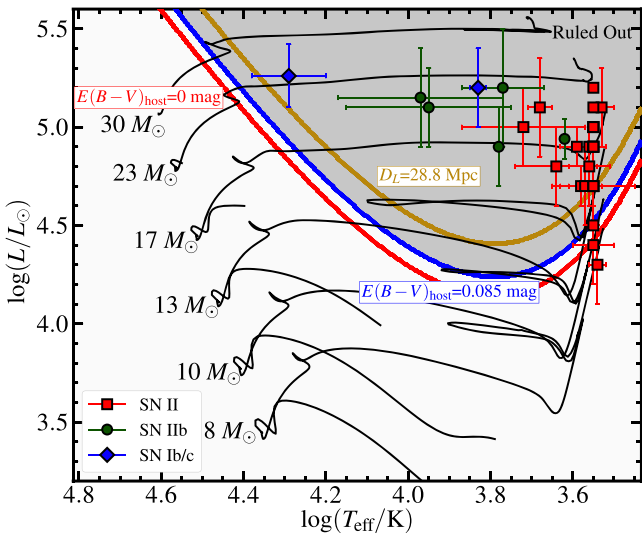 5.5
5.0
4.5
4.0
3.5
log(L/L⊙)
Ruled Out
E(B−V)host=0 mag
30 M⊙
23 M⊙
DL=28.8 Mpc
17 M⊙
E(B−V)host=0.085 mag
13 M⊙
10 M⊙
8 M⊙
SN II
SN IIb
SN Ib/c
4.8 4.6 4.4 4.2 4.0 3.8 3.6
log(Teff/K)